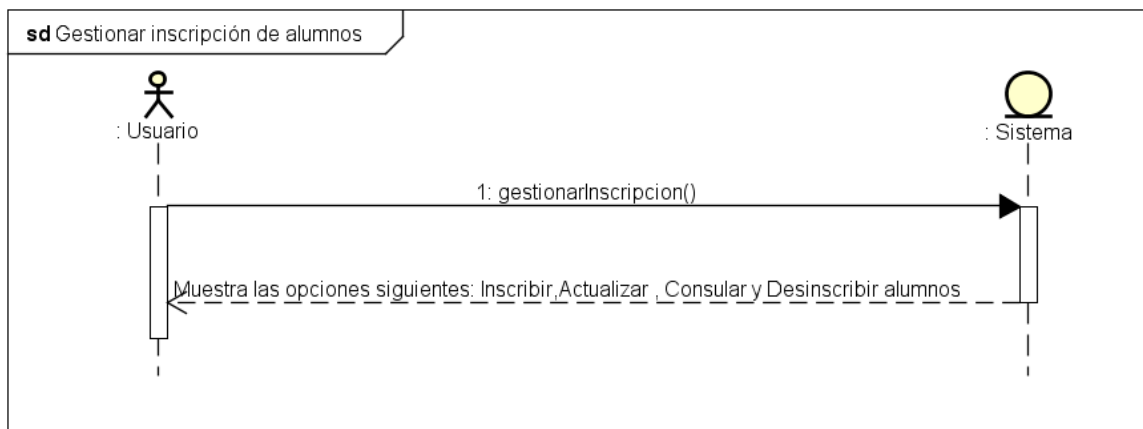 sd Gestionar inscripción de alumnos
: Usuario
: Sistema
1: gestionarInscripcion()
Muestra las opciones siguientes: Inscribir,Actualizar , Consular y Desinscribir alumnos